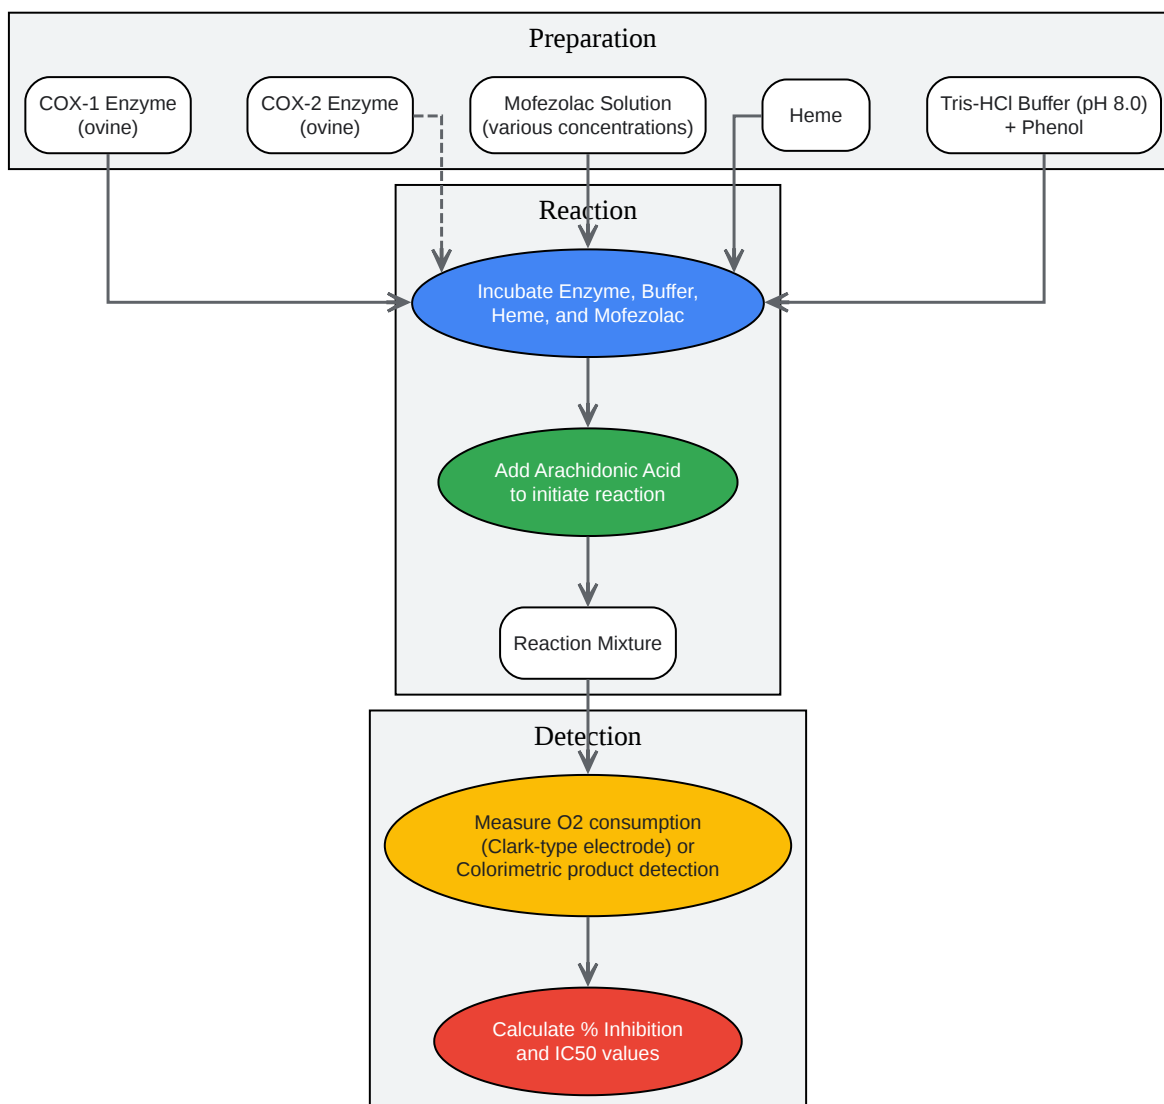 Preparation
COX-1 Enzyme
(ovine)
COX-2 Enzyme
(ovine)
Mofezolac Solution
(various concentrations)
Heme
Tris-HCl Buffer (pH 8.0)
+ Phenol
Reaction
Incubate Enzyme, Buffer,
Heme, and Mofezolac
Add Arachidonic Acid
to initiate reaction
Reaction Mixture
Detection
Measure O2 consumption
(Clark-type electrode) or
Colorimetric product detection
Calculate % Inhibition
and IC50 values